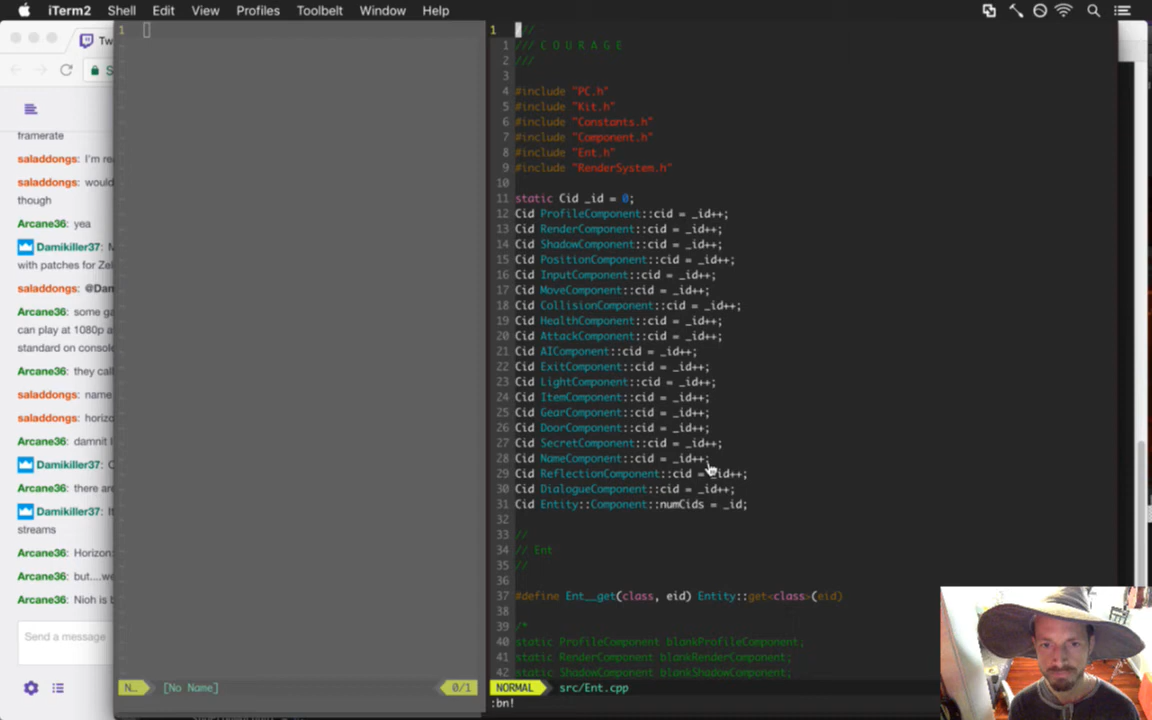 iTerm2 Shell Edit View Profiles Toolbelt Window Help
Tw
S
framerate
saladdongs: I'm re
saladdongs: would
though
Arcane36: yea
Damikiller37: M
with patches for Zel
saladdongs: @Dan
Arcane36: some ga
can play at 1080p a
standard on console
Arcane36: they call
saladdongs: name
saladdongs: horizo
Arcane36: damnit I
Damikiller37: O
Arcane36: there are
Damikiller37: It
streams
Arcane36: Horizon:
Arcane36: but....we
Arcane36: Nioh is b
Send a message
1
N... [No Name] 0/1
1 ///
1 /// C O U R A G E
2 ///
3
4 #include "PC.h"
5 #include "Kit.h"
6 #include "Constants.h"
7 #include "Component.h"
8 #include "Ent.h"
9 #include "RenderSystem.h"
10
11 static Cid _id = 0;
12 Cid ProfileComponent::cid = _id++;
13 Cid RenderComponent::cid = _id++;
14 Cid ShadowComponent::cid = _id++;
15 Cid PositionComponent::cid = _id++;
16 Cid InputComponent::cid = _id++;
17 Cid MoveComponent::cid = _id++;
18 Cid CollisionComponent::cid = _id++;
19 Cid HealthComponent::cid = _id++;
20 Cid AttackComponent::cid = _id++;
21 Cid AIComponent::cid = _id++;
22 Cid ExitComponent::cid = _id++;
23 Cid LightComponent::cid = _id++;
24 Cid ItemComponent::cid = _id++;
25 Cid GearComponent::cid = _id++;
26 Cid DoorComponent::cid = _id++;
27 Cid SecretComponent::cid = _id++;
28 Cid NameComponent::cid = _id++;
29 Cid ReflectionComponent::cid = _id++;
30 Cid DialogueComponent::cid = _id++;
31 Cid Entity::Component::numCids = _id;
32
33 //
34 // Ent
35 //
36
37 #define Ent__get(class, eid) Entity::get<class>(eid)
38
39 /*
40 static ProfileComponent blankProfileComponent;
41 static RenderComponent blankRenderComponent;
42 static ShadowComponent blankShadowComponent;
NORMAL src/Ent.cpp
:bn!